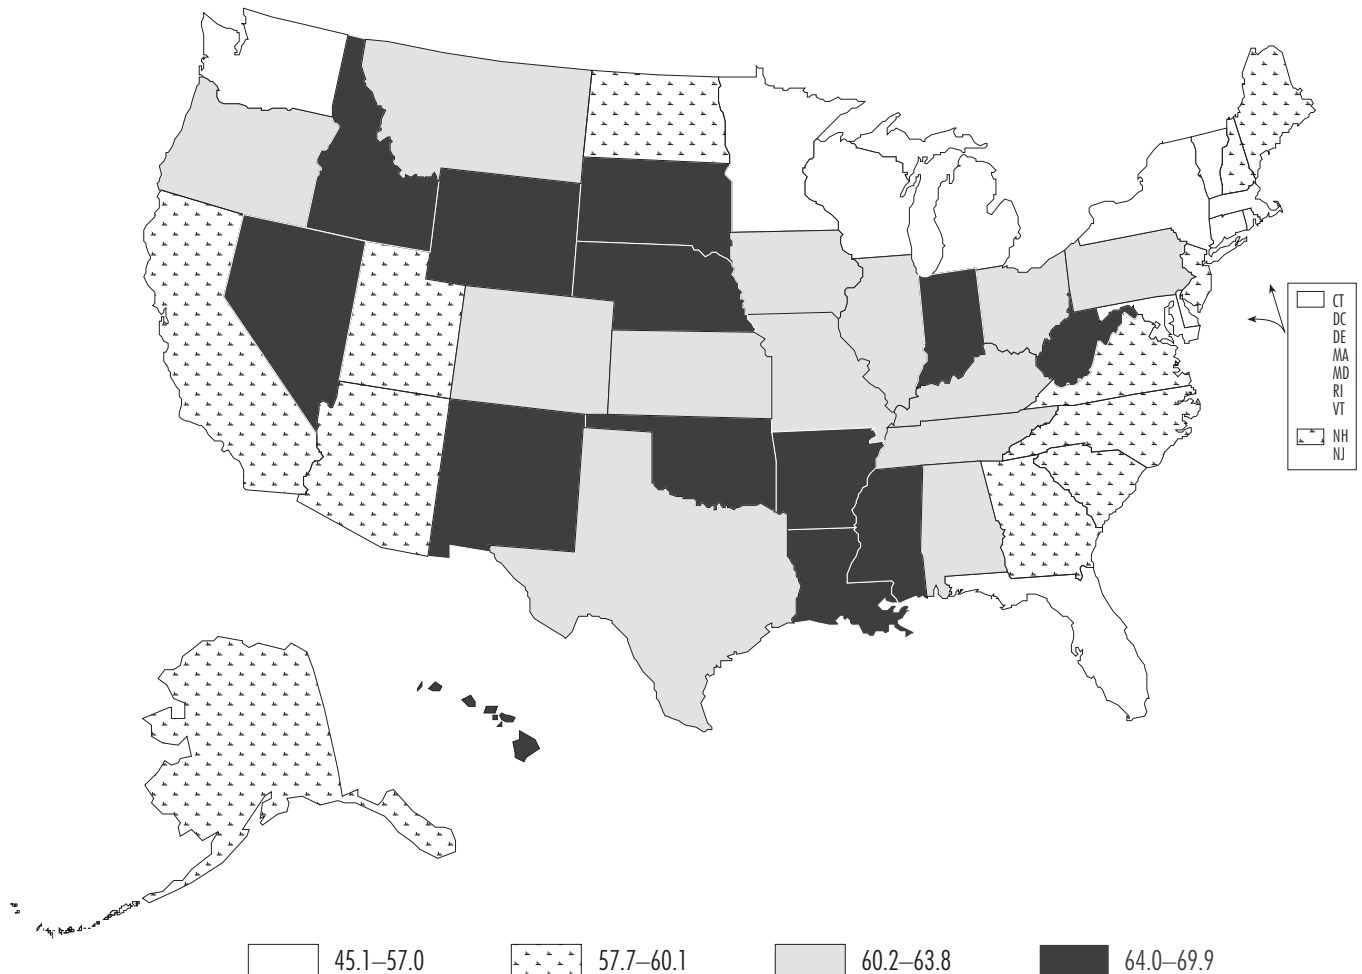 CT
DC
DE
MA
MD
RI
VT
NH
NJ
45.1–57.0 57.7–60.1 60.2–63.8 64.0–69.9